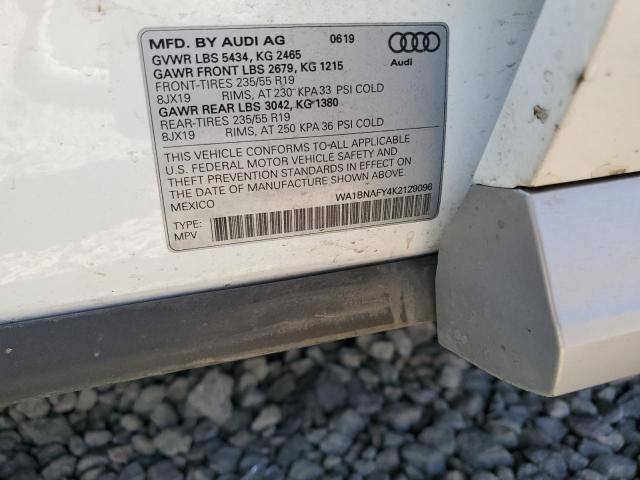 MFD. BY AUDI AG 0619
GVWR LBS 5434, KG 2465
GAWR FRONT LBS 2679, KG 1215
FRONT-TIRES 235/55 R19
8JX19 RIMS, AT 230 KPA 33 PSI COLD
GAWR REAR LBS 3042, KG 1380
REAR-TIRES 235/55 R19
8JX19 RIMS, AT 250 KPA 36 PSI COLD
Audi
THIS VEHICLE CONFORMS TO ALL APPLICABLE
U.S. FEDERAL MOTOR VEHICLE SAFETY AND
THEFT PREVENTION STANDARDS IN EFFECT ON
THE DATE OF MANUFACTURE SHOWN ABOVE.
MEXICO WA1BNAFY4K2129096
TYPE:
MPV